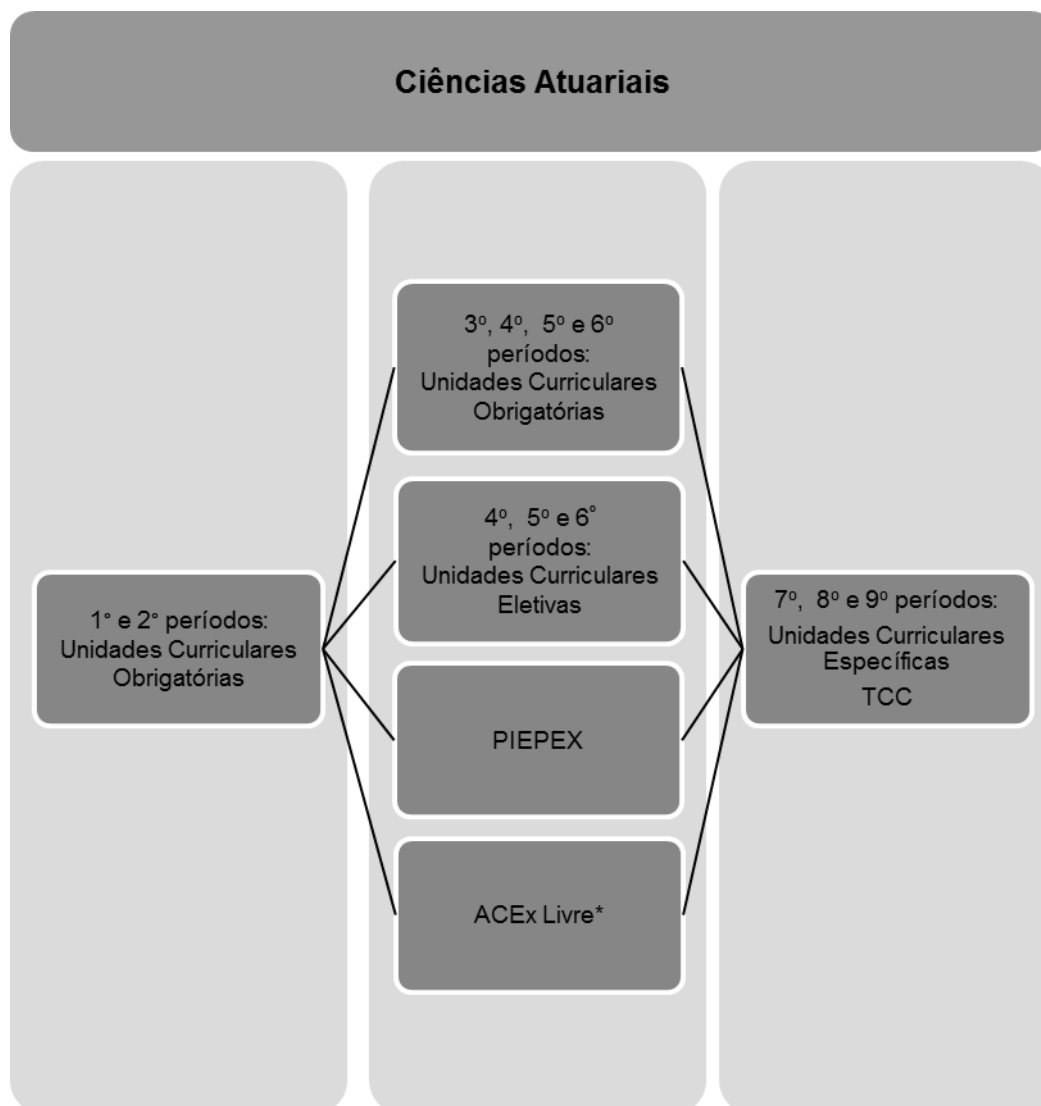 Ciências Atuariais
1° e 2° períodos:
Unidades Curriculares
Obrigatórias
3º, 4º, 5º e 6º
períodos:
Unidades Curriculares
Obrigatórias
4º, 5º e 6°
períodos:
Unidades Curriculares
Eletivas
PIEPEX
ACEx Livre*
7º, 8º e 9º períodos:
Unidades Curriculares
Específicas
TCC